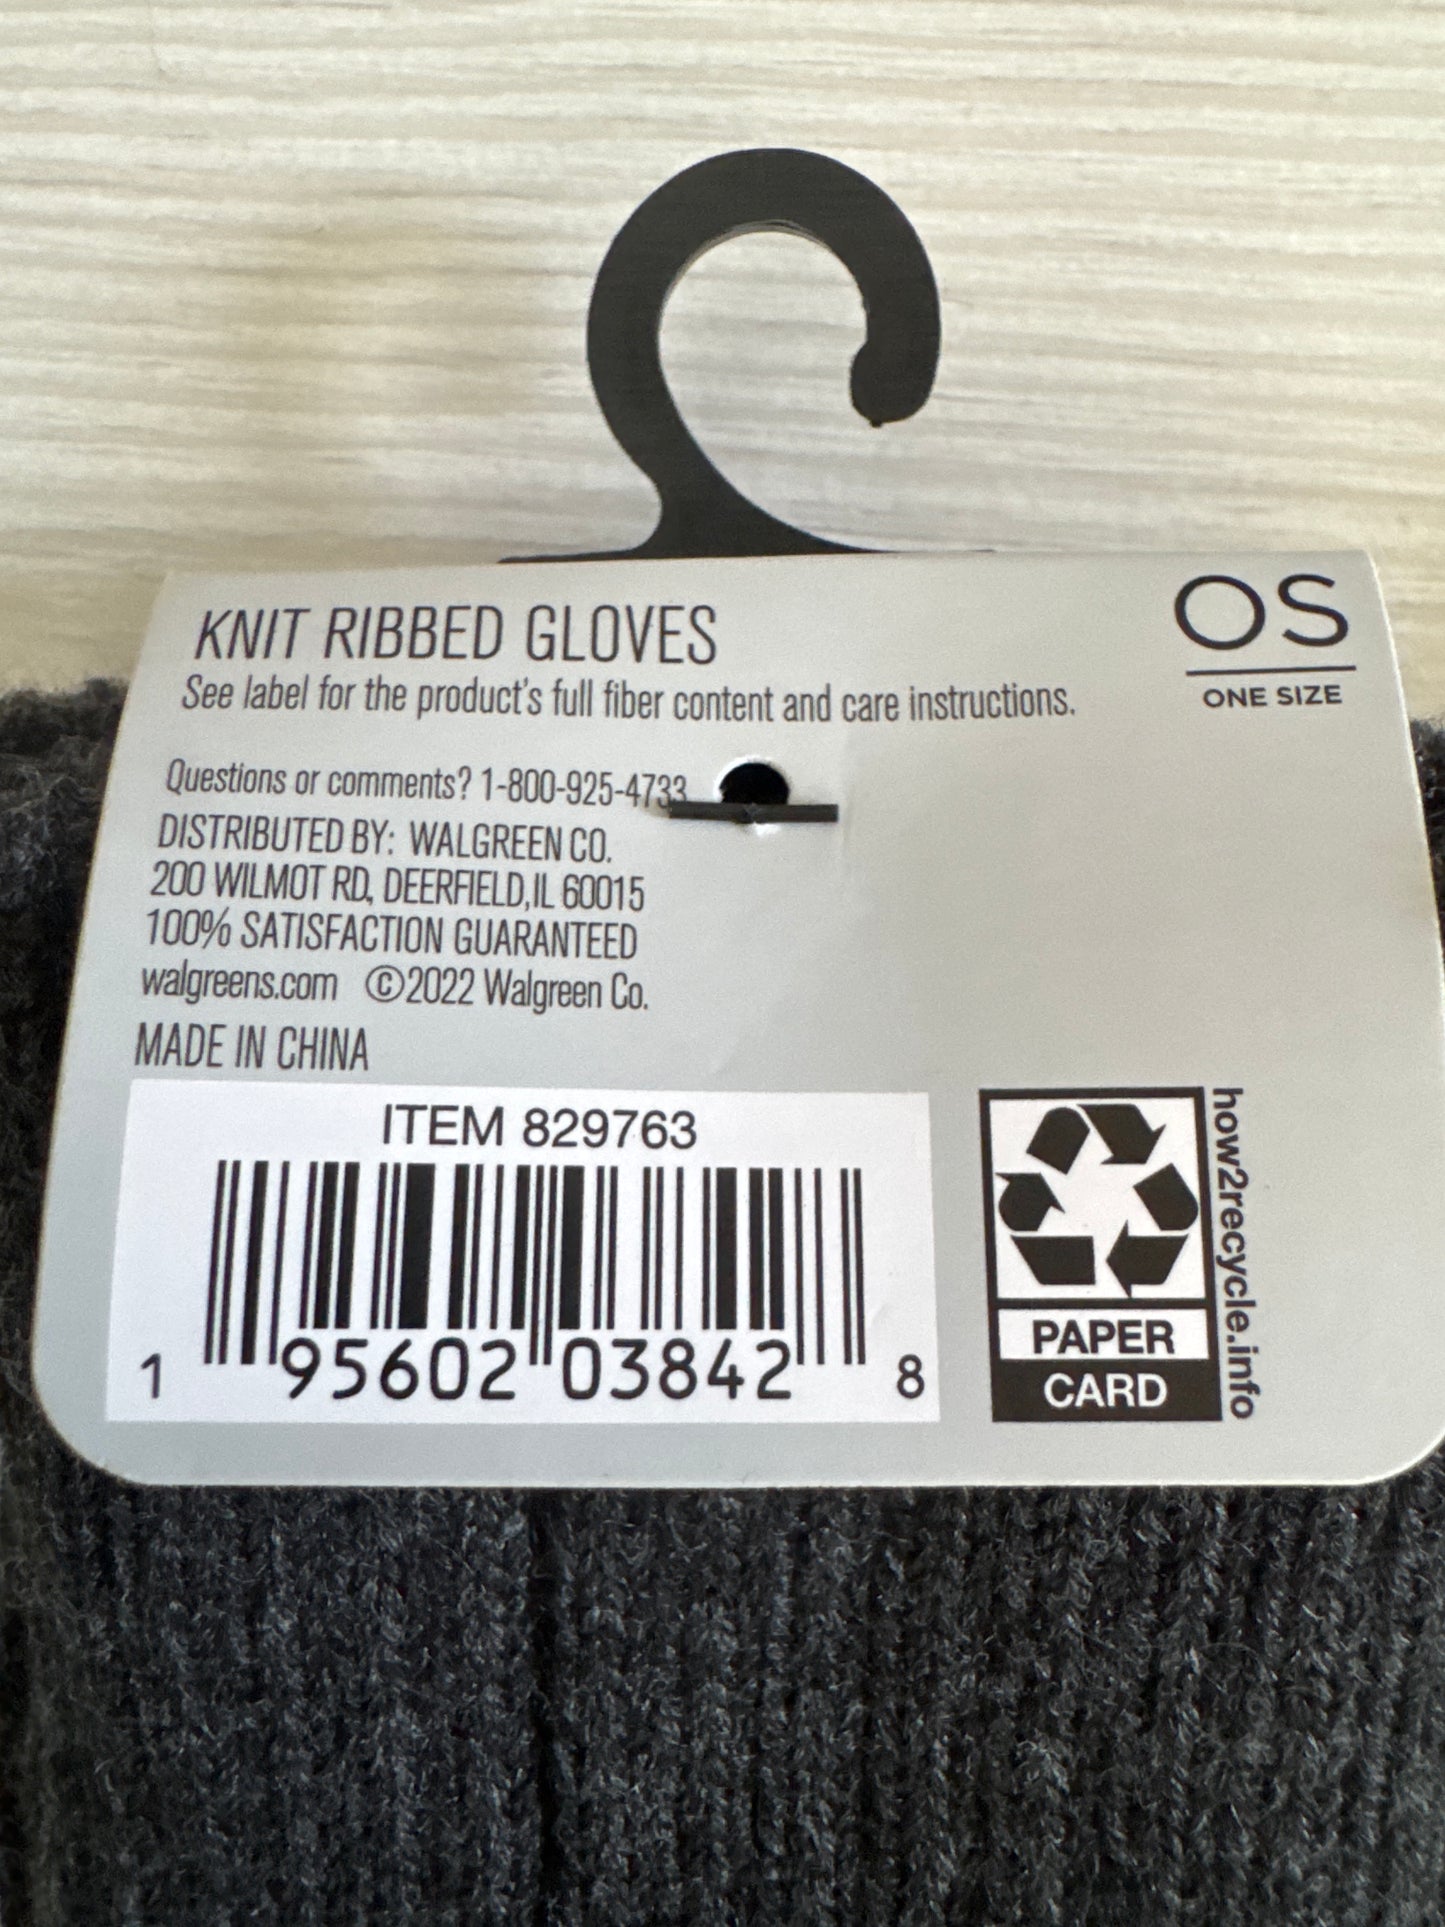 KNIT RIBBED GLOVES
See label for the product's full fiber content and care instructions.
OS
ONE SIZE
Questions or comments? 1-800-925-4733
DISTRIBUTED BY: WALGREEN CO.
200 WILMOT RD, DEERFIELD, IL 60015
100% SATISFACTION GUARANTEED
walgreens.com ©2022 Walgreen Co.
MADE IN CHINA
ITEM 829763
1 95602 03842 8
PAPER
CARD
how2recycle.info